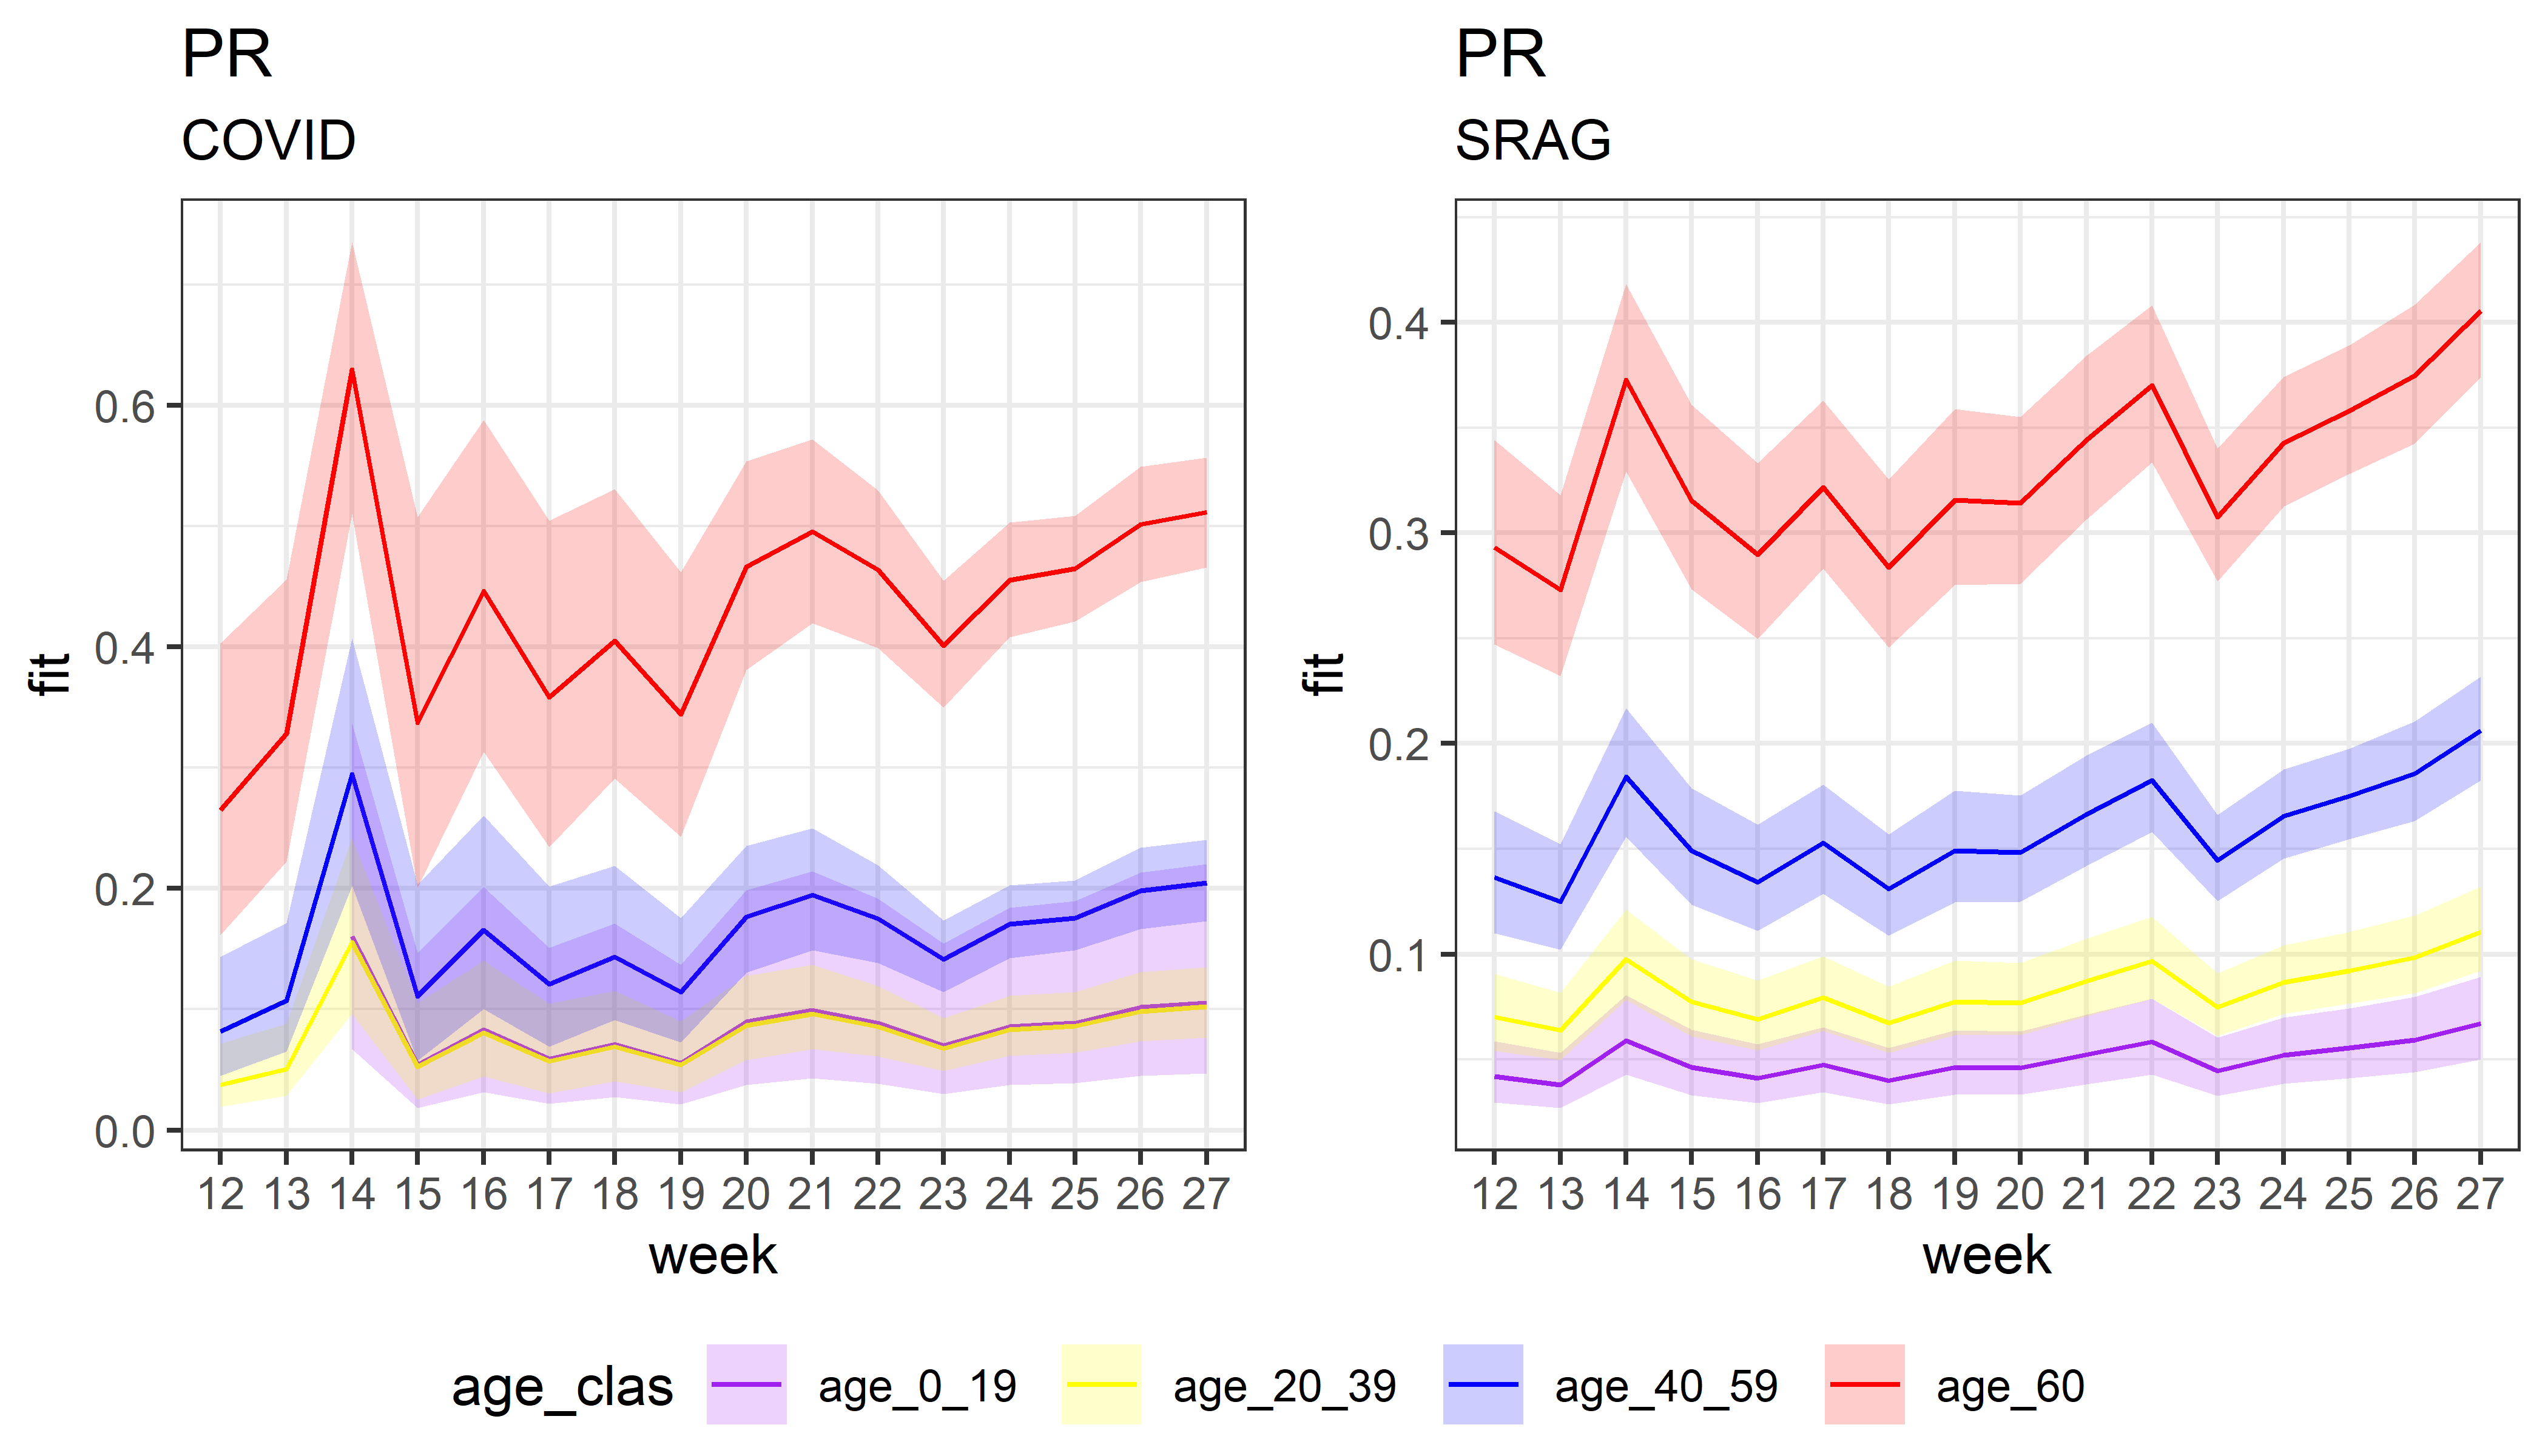 PR
COVID
fit
0.6
0.4
0.2
0.0
12 13 14 15 16 17 18 19 20 21 22 23 24 25 26 27
week
PR
SRAG
fit
0.4
0.3
0.2
0.1
12 13 14 15 16 17 18 19 20 21 22 23 24 25 26 27
week
age_clas age_0_19 age_20_39 age_40_59 age_60